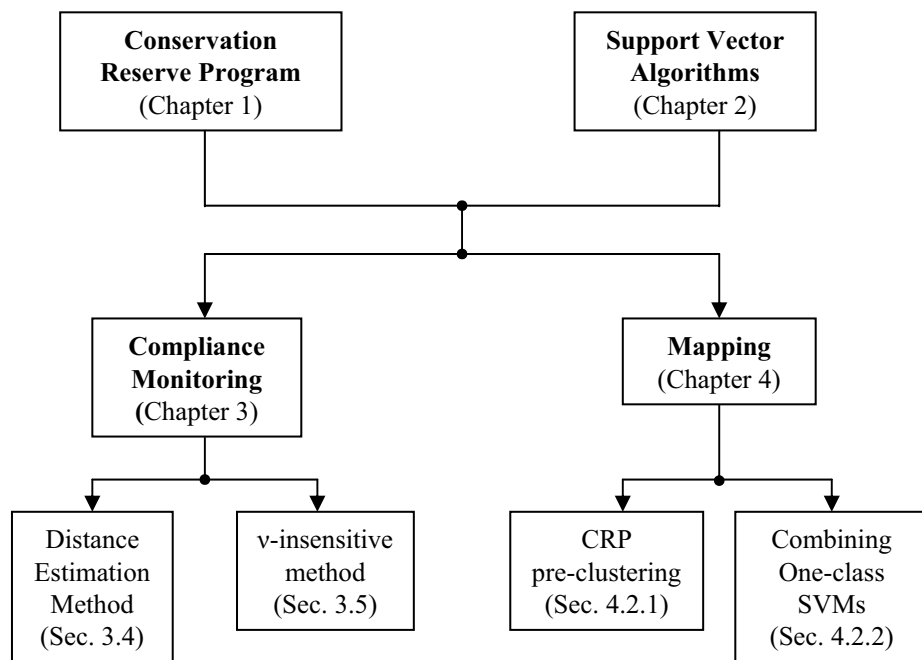 Conservation
Reserve Program
(Chapter 1)
Support Vector
Algorithms
(Chapter 2)
Compliance
Monitoring
(Chapter 3)
Mapping
(Chapter 4)
Distance
Estimation
Method
(Sec. 3.4)
ν-insensitive
method
(Sec. 3.5)
CRP
pre-clustering
(Sec. 4.2.1)
Combining
One-class
SVMs
(Sec. 4.2.2)